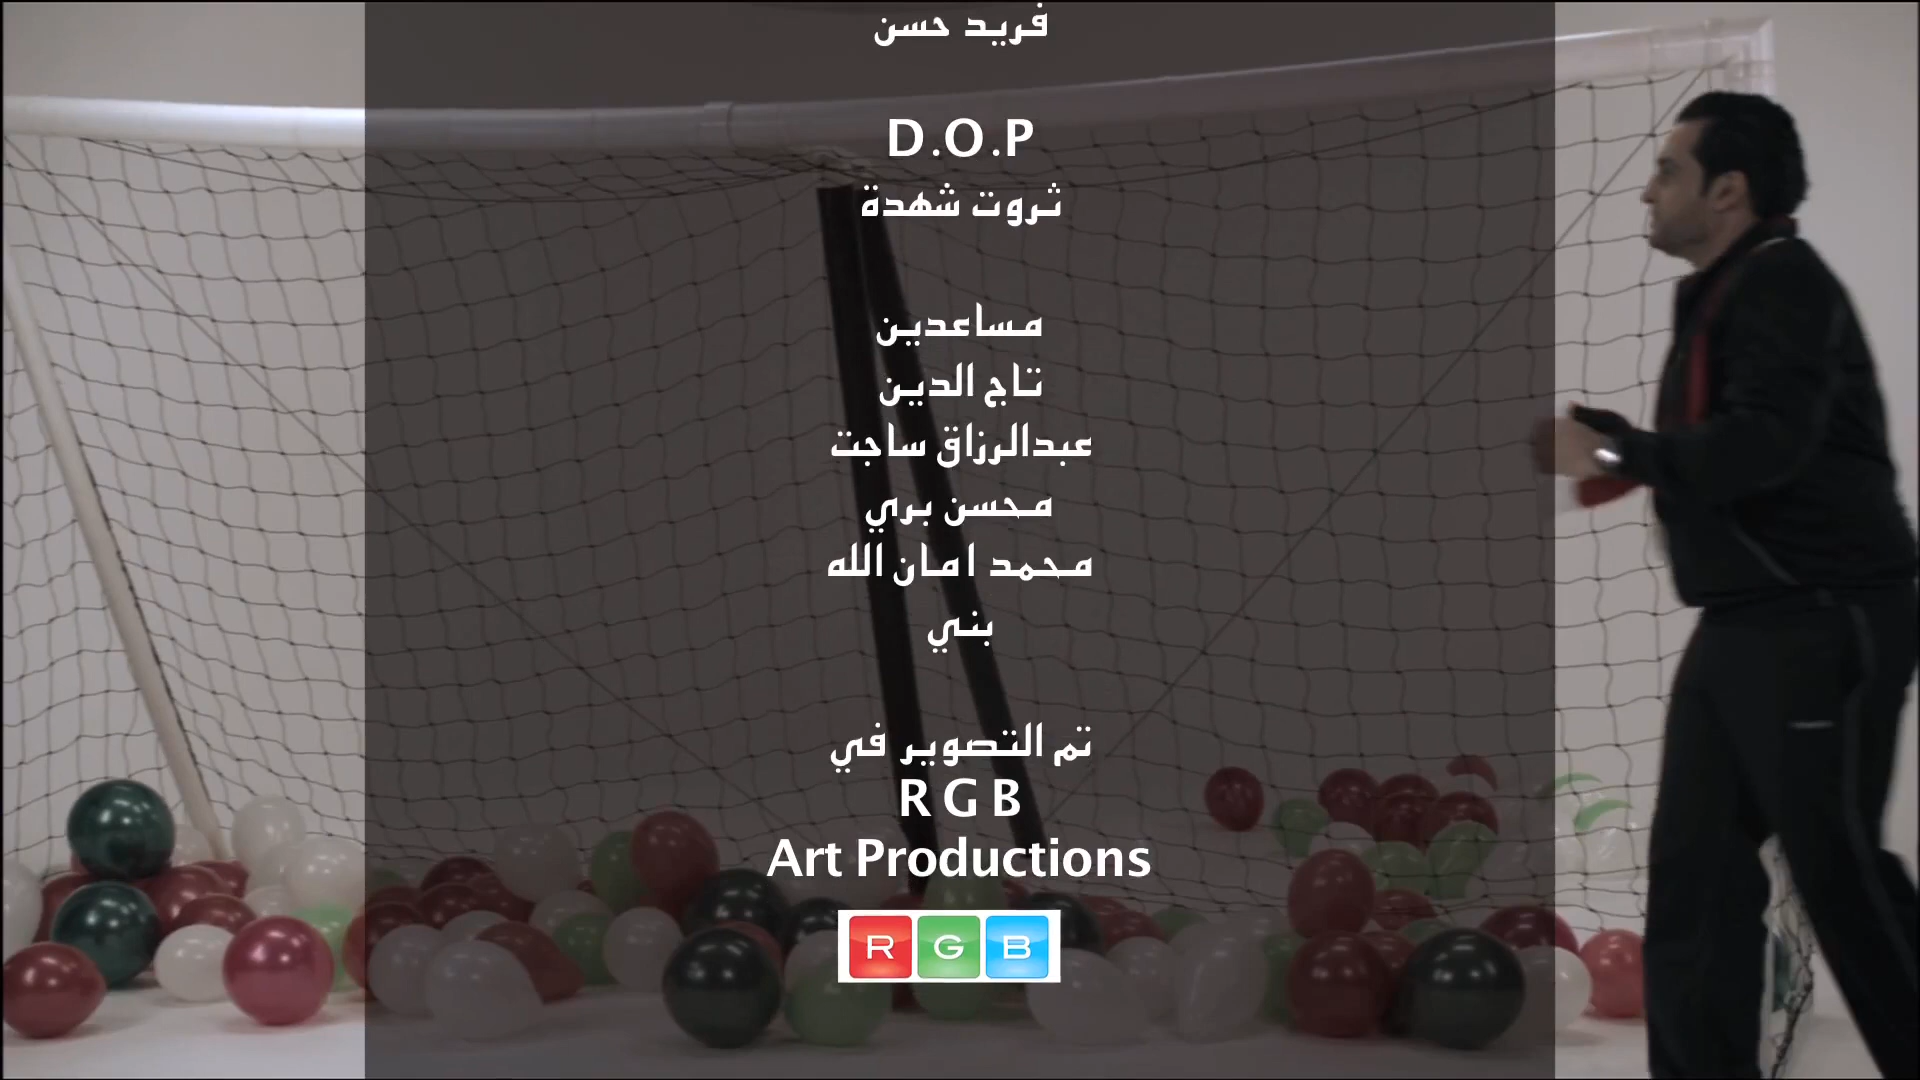 فريد حسن
D.O.P
ثروت شهدة
مساعدين
تاج الدين
عبدالرزاق ساجت
محسن بري
محمد امان الله
بني
تم التصوير في
R G B
Art Productions
R G B